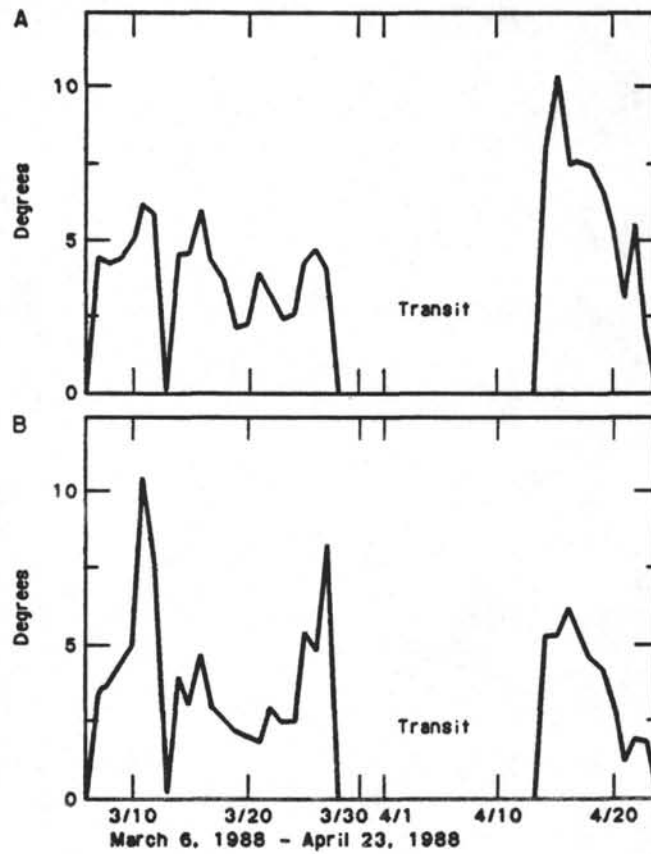 A
10
Degrees
5
Transit
0
B
10
Degrees
5
Transit
0
3/10 3/20 3/30 4/1 4/10 4/20
March 6, 1988 - April 23, 1988